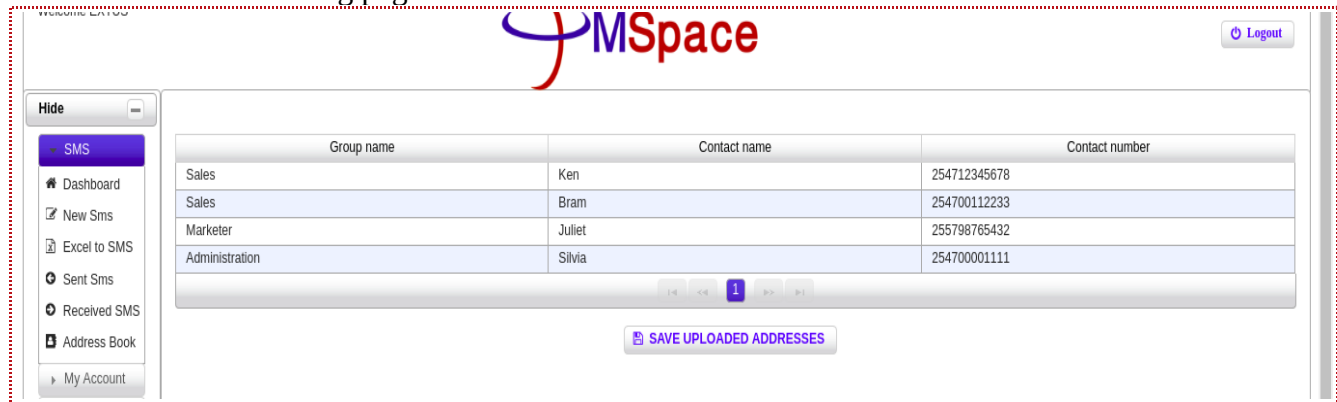 Welcome EXTUS
MSpace
Logout
Hide
SMS
Dashboard
New Sms
Excel to SMS
Sent Sms
Received SMS
Address Book
My Account
Group name Contact name Contact number
Sales Ken 254712345678
Sales Bram 254700112233
Marketer Juliet 255798765432
Administration Silvia 254700001111
1
SAVE UPLOADED ADDRESSES